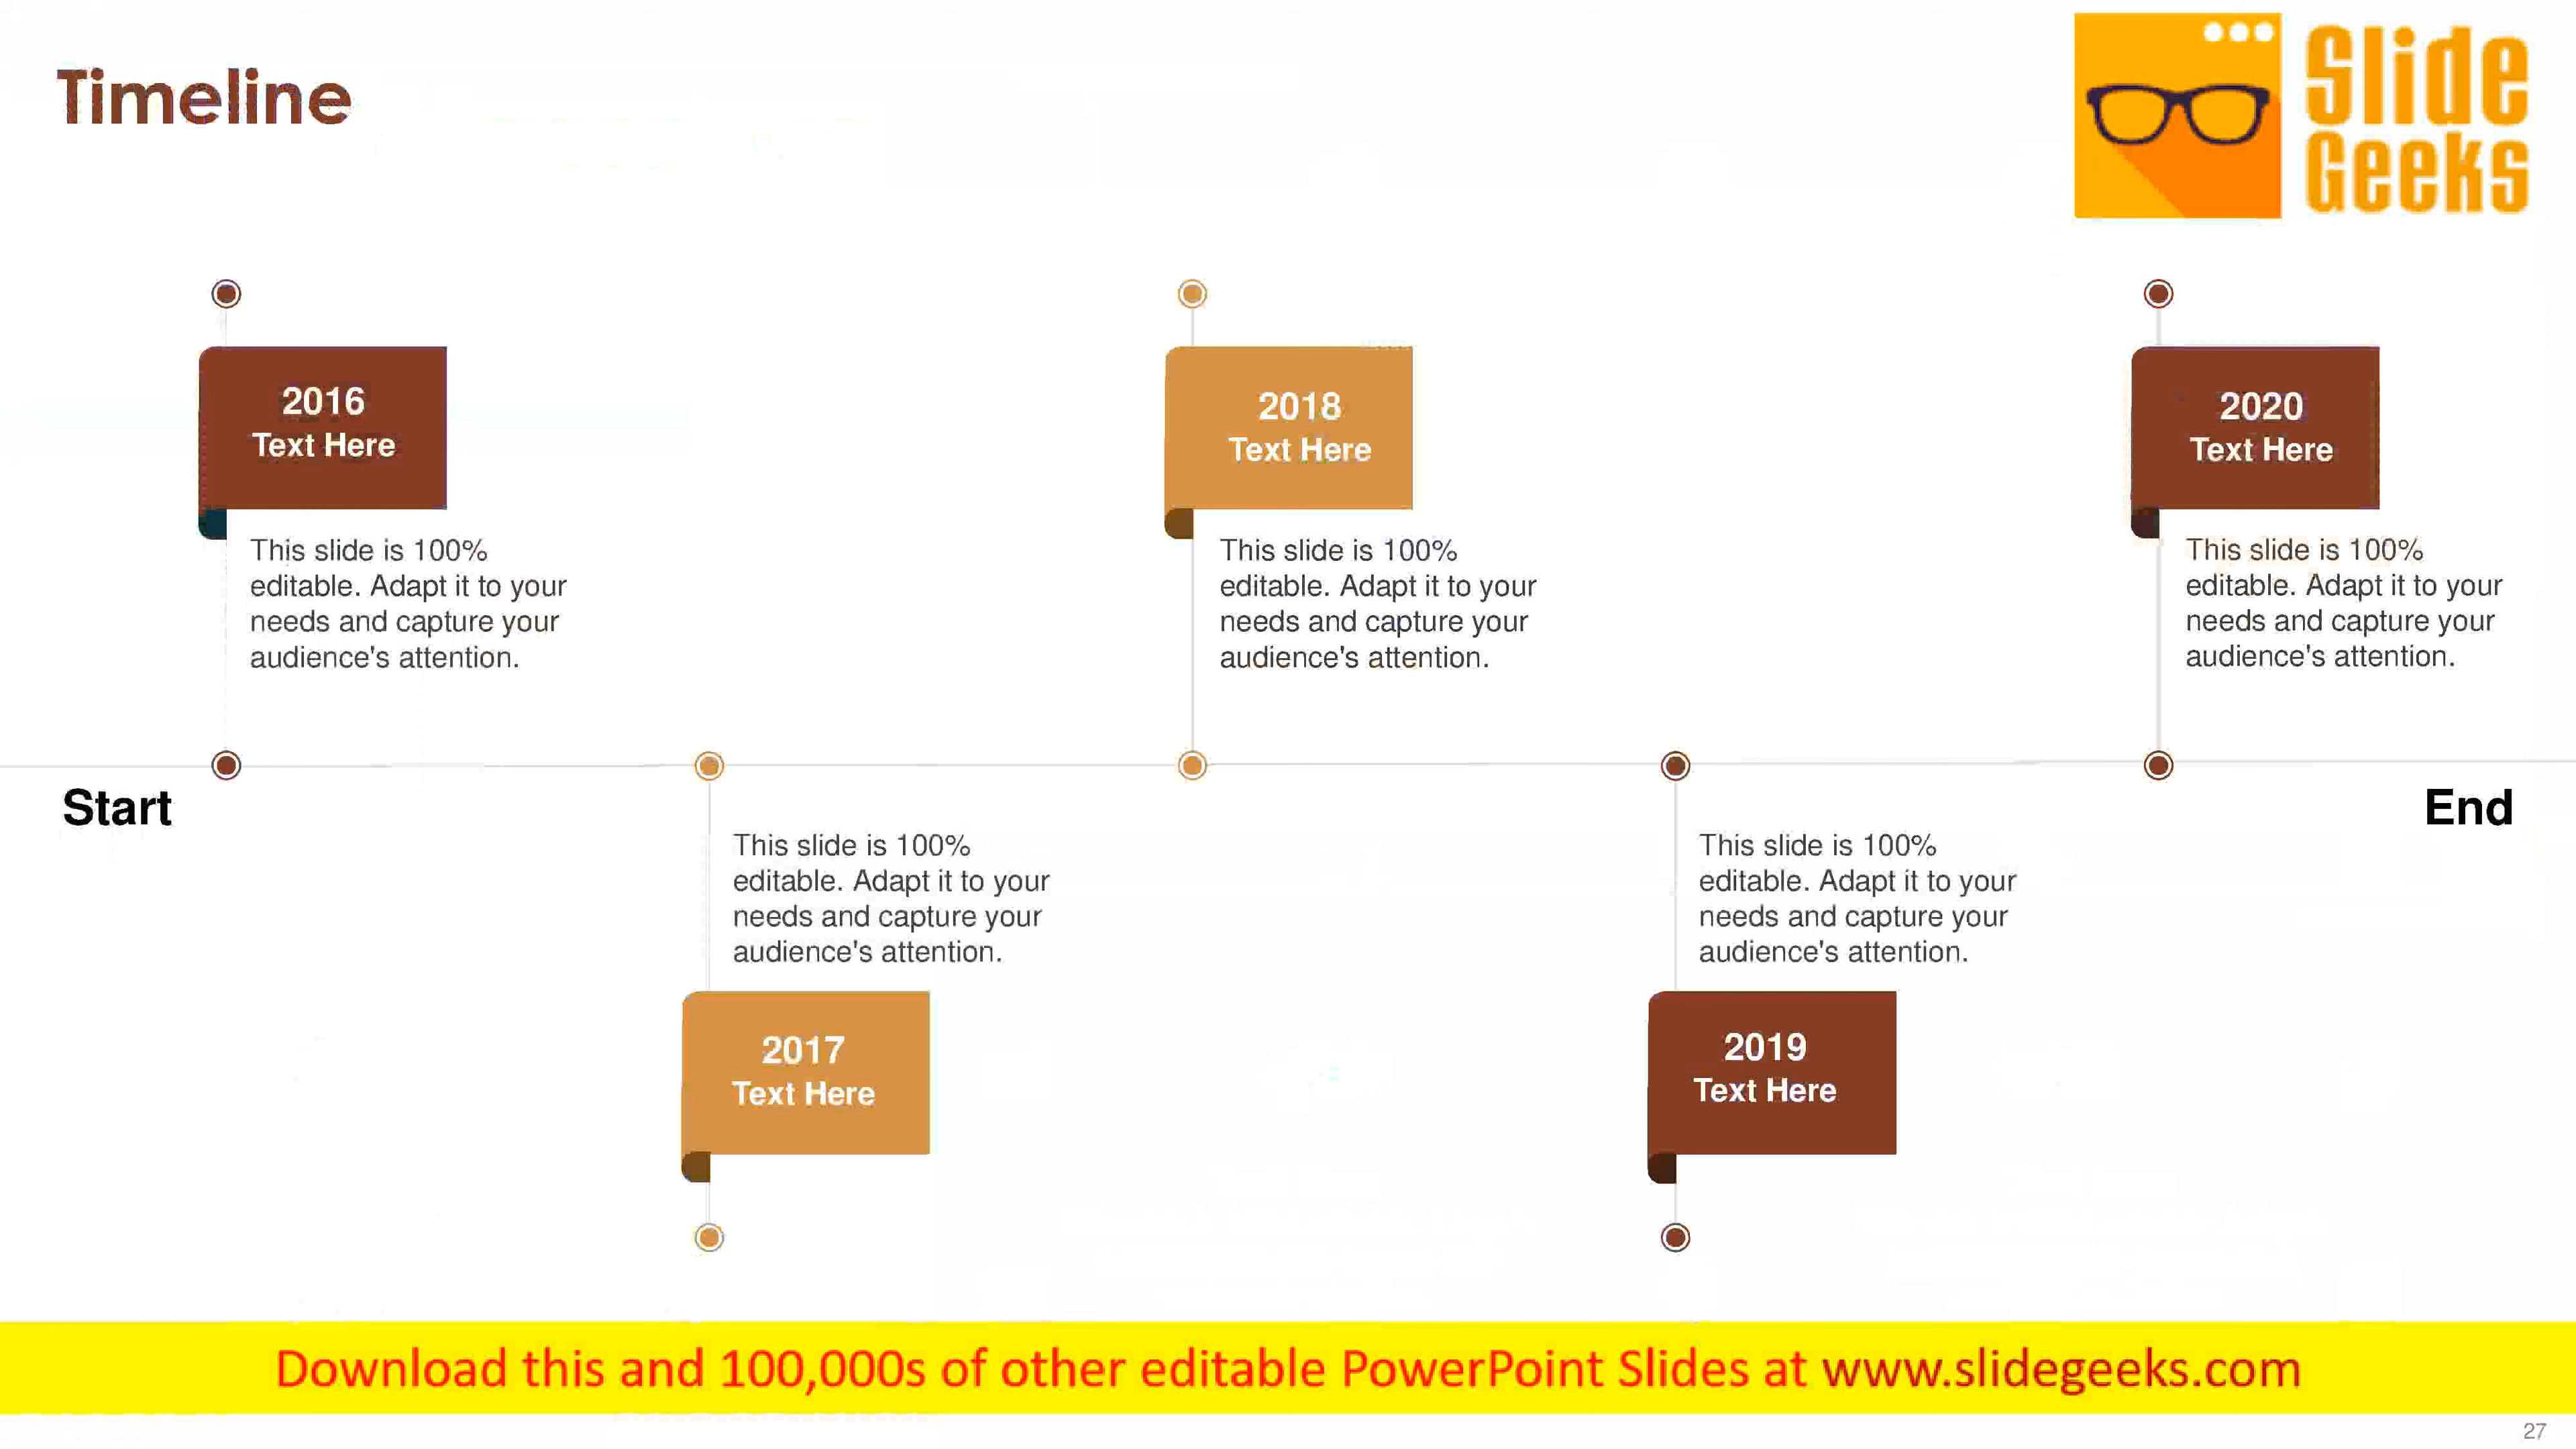 Timeline
Slide
Geeks
2016
Text Here
This slide is 100%
editable. Adapt it to your
needs and capture your
audience's attention.
2018
Text Here
This slide is 100%
editable. Adapt it to your
needs and capture your
audience's attention.
2020
Text Here
This slide is 100%
editable. Adapt it to your
needs and capture your
audience's attention.
Start
End
This slide is 100%
editable. Adapt it to your
needs and capture your
audience's attention.
2017
Text Here
This slide is 100%
editable. Adapt it to your
needs and capture your
audience's attention.
2019
Text Here
Download this and 100,000s of other editable PowerPoint Slides at www.slidegeeks.com
27